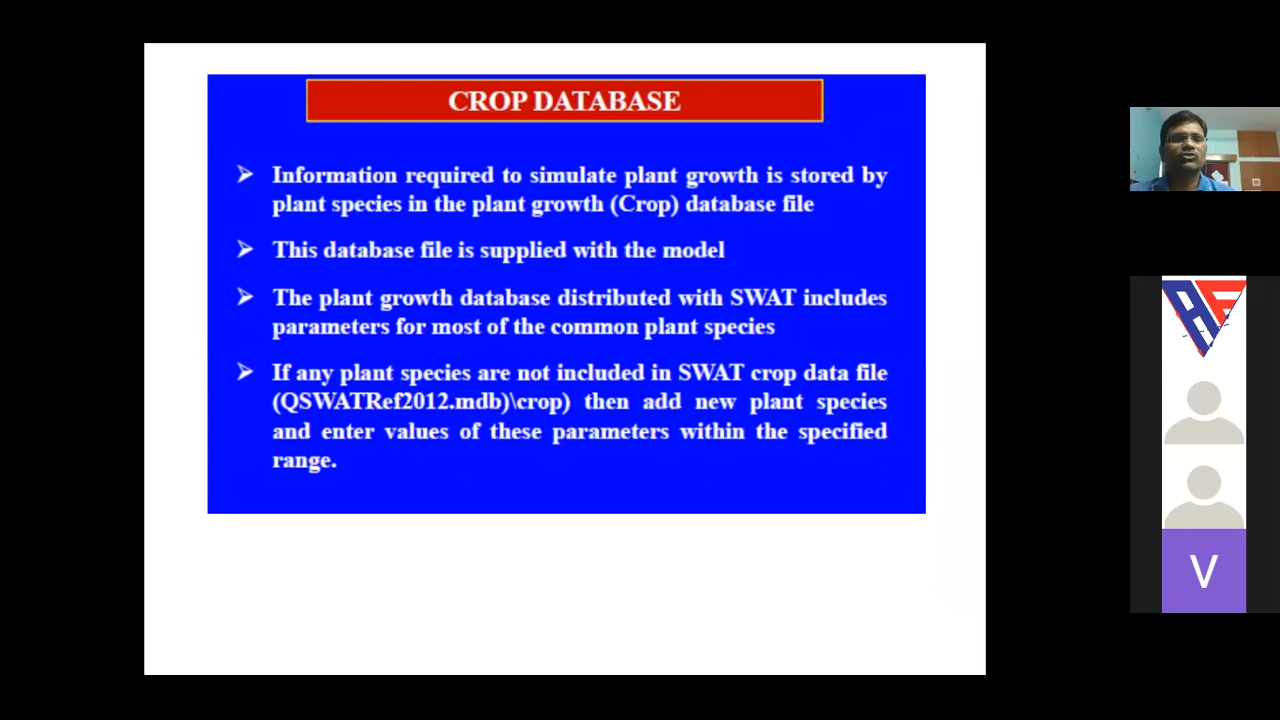 CROP DATABASE
➢ Information required to simulate plant growth is stored by
plant species in the plant growth (Crop) database file
➢ This database file is supplied with the model
➢ The plant growth database distributed with SWAT includes
parameters for most of the common plant species
➢ If any plant species are not included in SWAT crop data file
(QSWATRef2012.mdb)\crop) then add new plant species
and enter values of these parameters within the specified
range.
AF
V